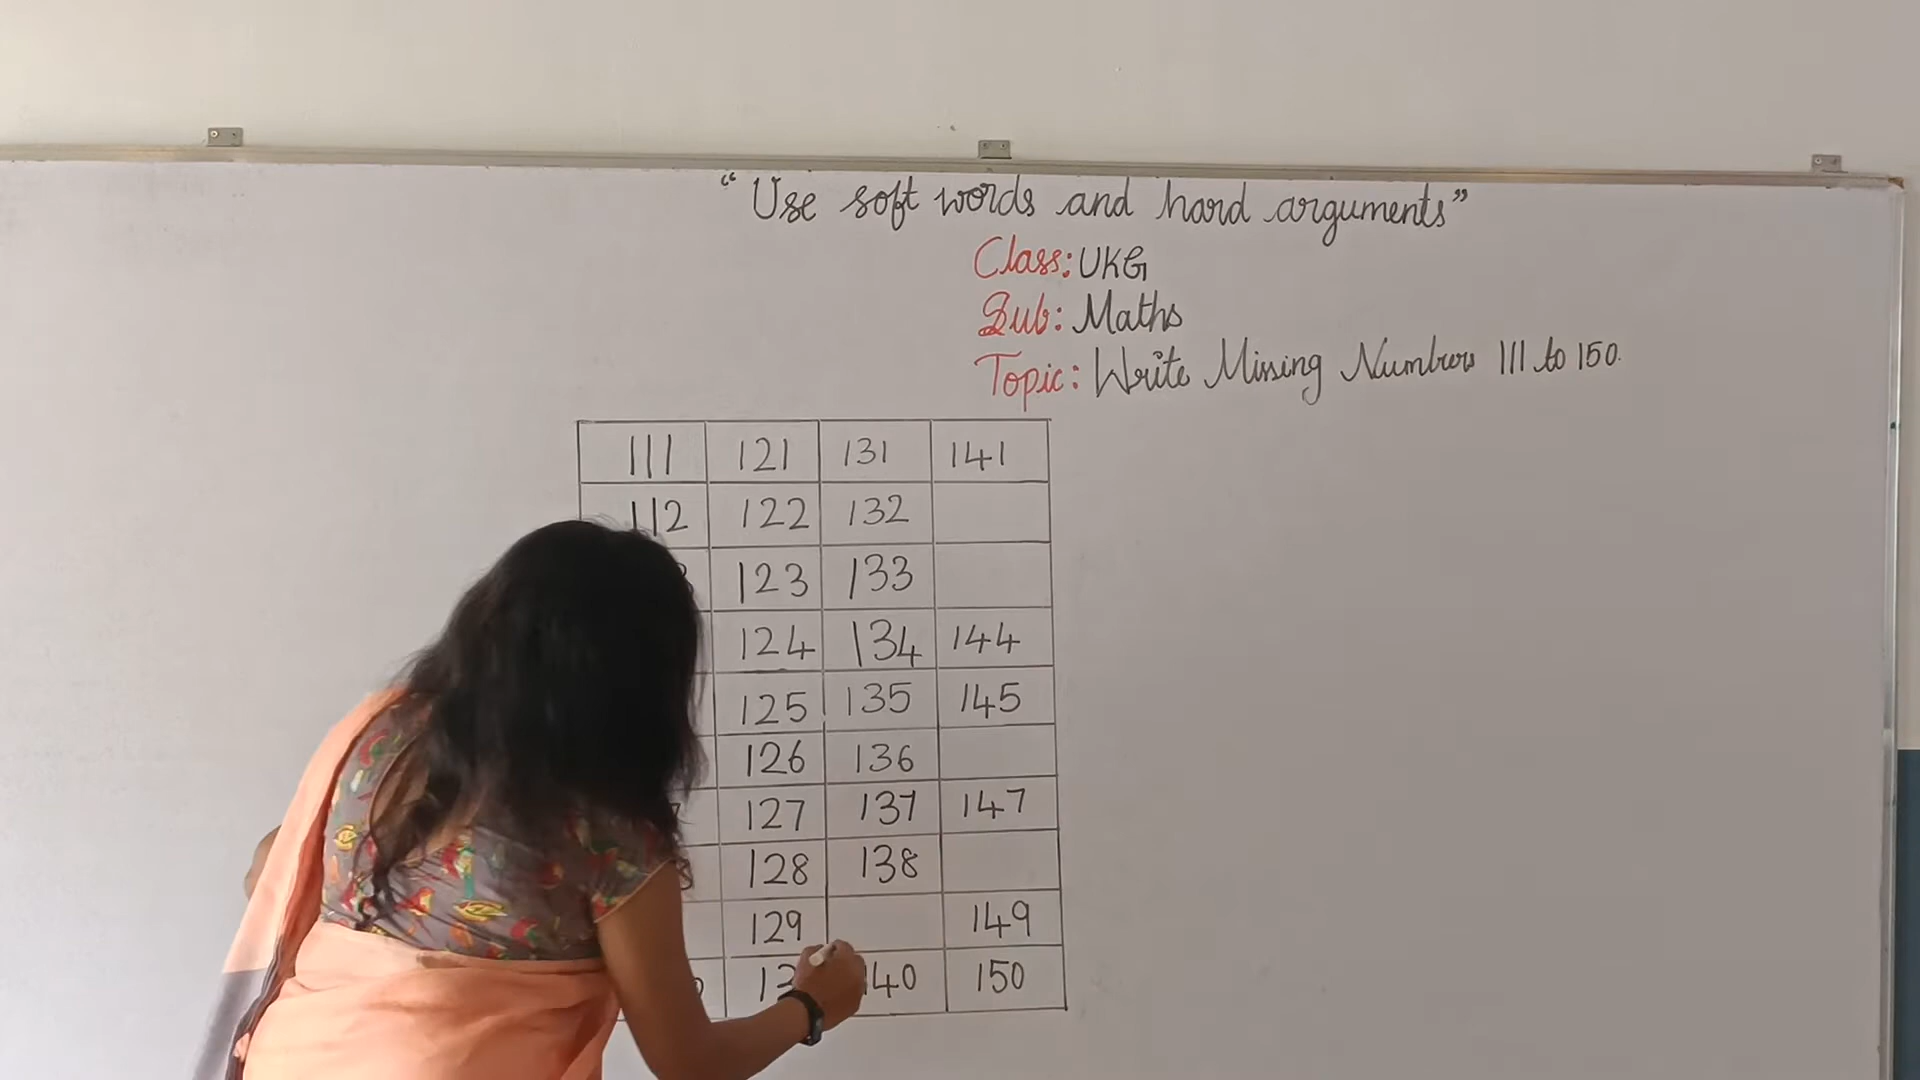 “Use soft words and hard arguments”
Class: UKG
Sub: Maths
Topic: Write Missing Numbers 111 to 150.
111 121 131 141
112 122 132
123 133
124 134 144
125 135 145
126 136
127 137 147
128 138
129 149
140 150